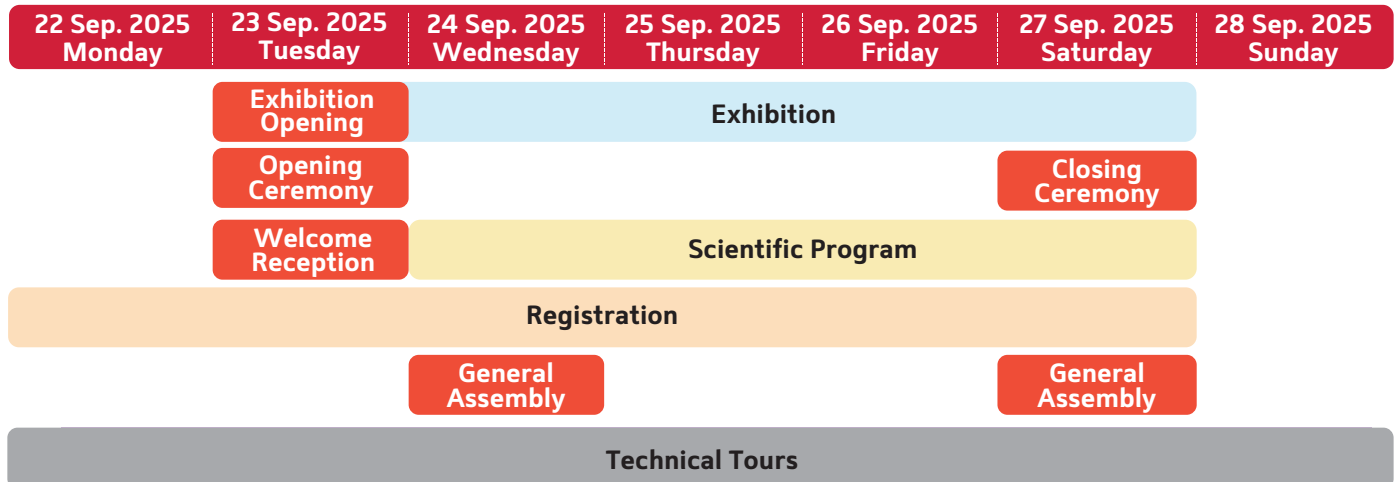 22 Sep. 2025
Monday
23 Sep. 2025
Tuesday
24 Sep. 2025
Wednesday
25 Sep. 2025
Thursday
26 Sep. 2025
Friday
27 Sep. 2025
Saturday
28 Sep. 2025
Sunday
Exhibition
Opening
Exhibition
Opening
Ceremony
Closing
Ceremony
Welcome
Reception
Scientific Program
Registration
General
Assembly
General
Assembly
Technical Tours